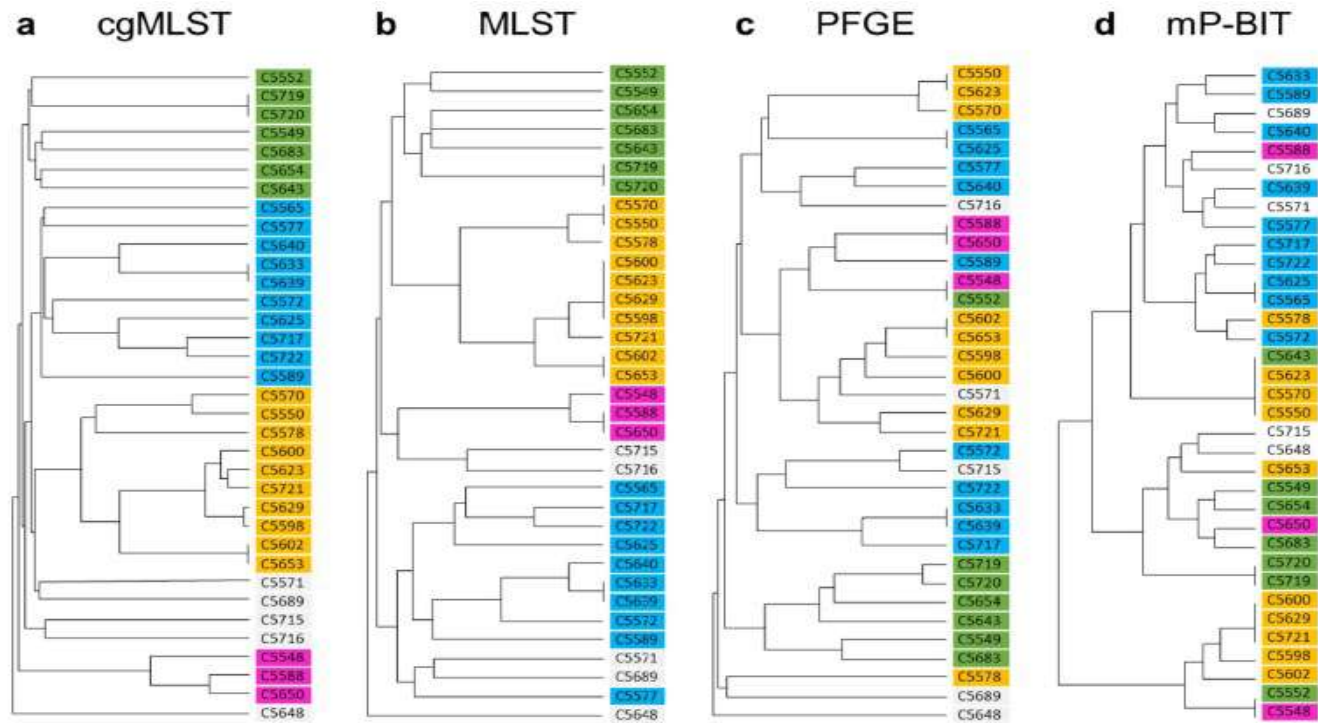 a cgMLST
C5552
C5719
C5720
C5549
C5683
C5654
C5643
C5565
C5577
C5640
C5633
C5639
C5572
C5625
C5717
C5722
C5589
C5570
C5550
C5578
C5600
C5623
C5721
C5629
C5598
C5602
C5653
C5571
C5689
C5715
C5716
C5548
C5588
C5650
C5648
b MLST
C5552
C5549
C5654
C5683
C5643
C5719
C5720
C5570
C5550
C5578
C5600
C5623
C5629
C5598
C5721
C5602
C5653
C5548
C5588
C5650
C5715
C5716
C5565
C5717
C5722
C5625
C5640
C5633
C5639
C5572
C5589
C5571
C5689
C5577
C5648
c PFGE
C5550
C5623
C5570
C5565
C5625
C5577
C5640
C5716
C5588
C5650
C5589
C5548
C5552
C5602
C5653
C5598
C5600
C5571
C5629
C5721
C5572
C5715
C5722
C5633
C5639
C5717
C5719
C5720
C5654
C5643
C5549
C5683
C5578
C5689
C5648
d mP-BIT
C5633
C5589
C5689
C5640
C5588
C5716
C5639
C5571
C5577
C5717
C5722
C5625
C5565
C5578
C5572
C5643
C5623
C5570
C5550
C5715
C5648
C5653
C5549
C5654
C5650
C5683
C5720
C5719
C5600
C5629
C5721
C5598
C5602
C5552
C5548